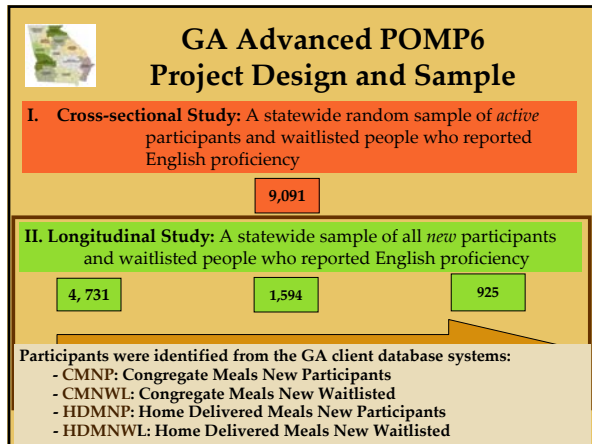 GA Advanced POMP6
Project Design and Sample
I. Cross-sectional Study: A statewide random sample of active
participants and waitlisted people who reported
English proficiency
9,091
II. Longitudinal Study: A statewide sample of all new participants
and waitlisted people who reported English proficiency
4, 731 1,594 925
Participants were identified from the GA client database systems:
- CMNP: Congregate Meals New Participants
- CMNWL: Congregate Meals New Waitlisted
- HDMNP: Home Delivered Meals New Participants
- HDMNWL: Home Delivered Meals New Waitlisted